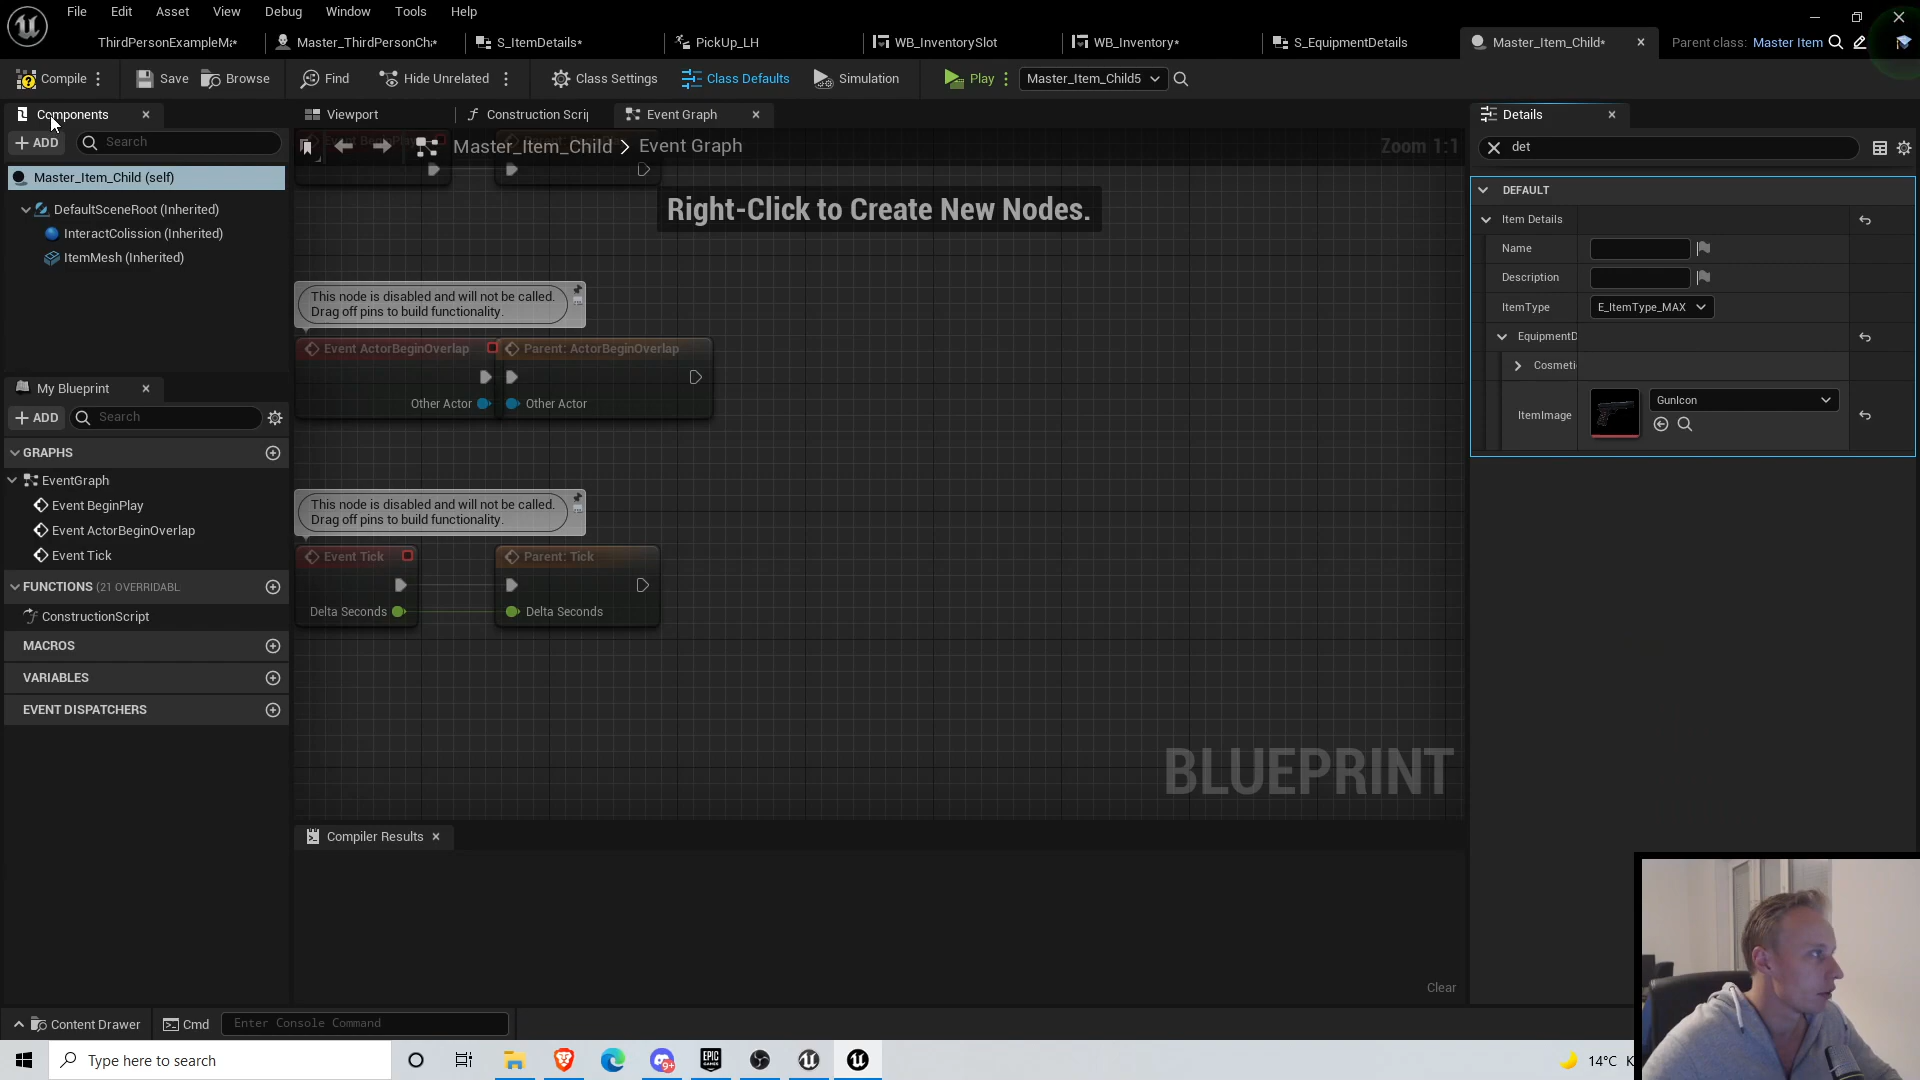 File Edit Asset View Debug Window Tools Help
ThirdPersonExampleMa* Master_ThirdPersonCha* S_ItemDetails* PickUp_LH WB_InventorySlot WB_Inventory* S_EquipmentDetails Master_Item_Child* Parent class: Master Item
Compile Save Browse Find Hide Unrelated Class Settings Class Defaults Simulation Play Master_Item_Child5
Components Viewport Construction Scrip Event Graph Details
ADD Search Master_Item_Child > Event Graph Zoom 1:1 det
Master_Item_Child (self)
DefaultSceneRoot (Inherited)
InteractColission (Inherited)
ItemMesh (Inherited)
Right-Click to Create New Nodes.
This node is disabled and will not be called.
Drag off pins to build functionality.
Event ActorBeginOverlap Parent: ActorBeginOverlap
Other Actor Other Actor
This node is disabled and will not be called.
Drag off pins to build functionality.
Event Tick Parent: Tick
Delta Seconds Delta Seconds
BLUEPRINT
My Blueprint
ADD Search
GRAPHS
EventGraph
Event BeginPlay
Event ActorBeginOverlap
Event Tick
FUNCTIONS (21 OVERRIDABL
ConstructionScript
MACROS
VARIABLES
EVENT DISPATCHERS
DEFAULT
Item Details
Name
Description
ItemType E_ItemType_MAX
EquipmentD
Cosmeti
ItemImage GunIcon
Compiler Results
Clear
Content Drawer Cmd Enter Console Command
Type here to search 9+ EPIC GAMES 14°C